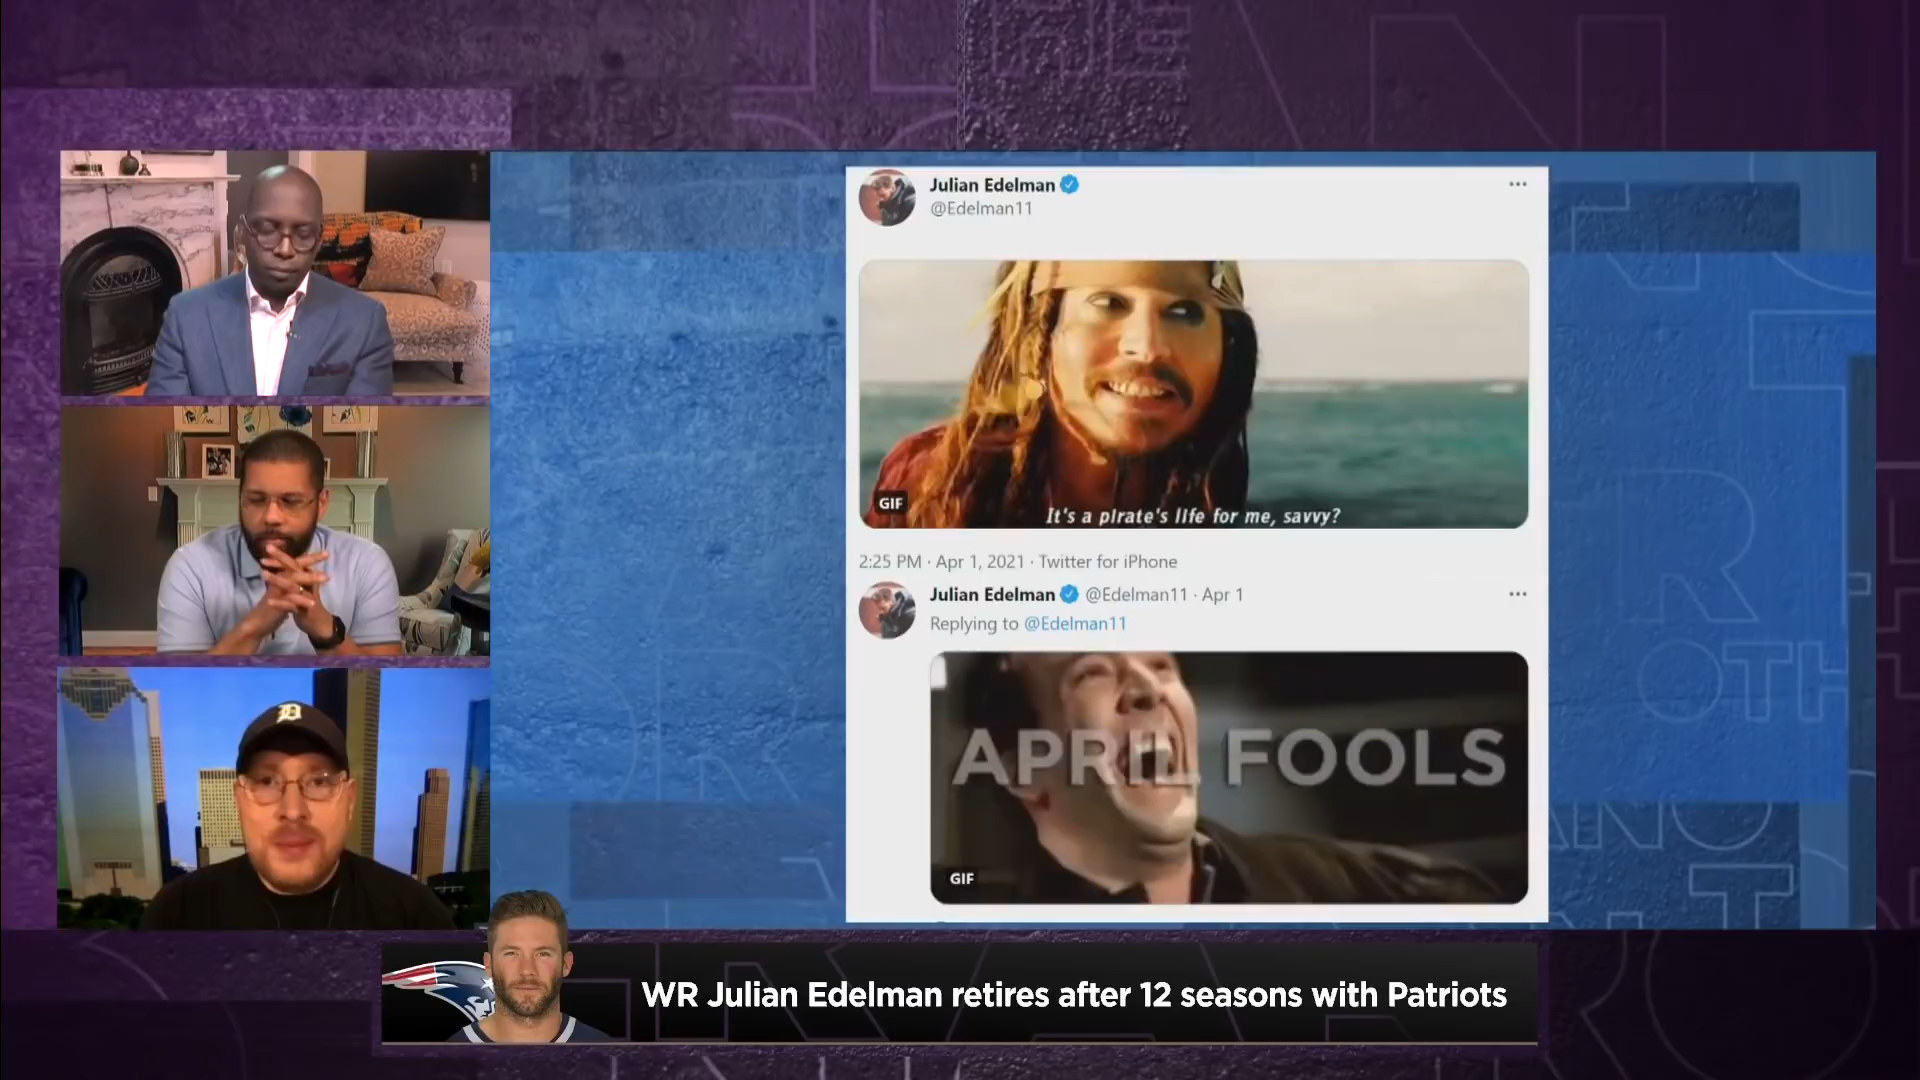 Julian Edelman
@Edelman11
GIF
It's a pirate's life for me, savvy?
2:25 PM · Apr 1, 2021 · Twitter for iPhone
Julian Edelman @Edelman11 · Apr 1
Replying to @Edelman11
APRIL FOOLS
GIF
D
WR Julian Edelman retires after 12 seasons with Patriots